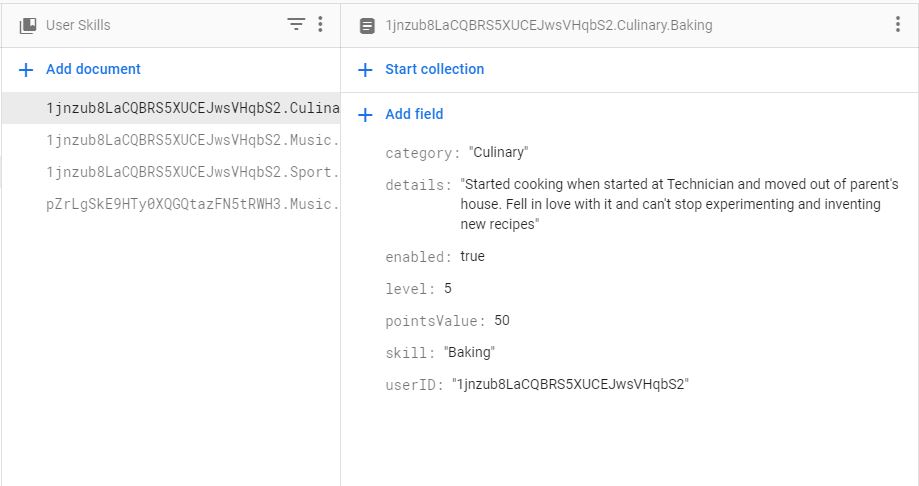 User Skills
Add document
1jnzub8LaCQBRS5XUCEJwsVHqbS2.Culina
1jnzub8LaCQBRS5XUCEJwsVHqbS2.Music.
1jnzub8LaCQBRS5XUCEJwsVHqbS2.Sport.
pZrLgSkE9HTy0XQGQtazFN5tRWH3.Music.
1jnzub8LaCQBRS5XUCEJwsVHqbS2.Culinary.Baking
Start collection
Add field
category: "Culinary"
details: "Started cooking when started at Technician and moved out of parent's
house. Fell in love with it and can't stop experimenting and inventing
new recipes"
enabled: true
level: 5
pointsValue: 50
skill: "Baking"
userID: "1jnzub8LaCQBRS5XUCEJwsVHqbS2"